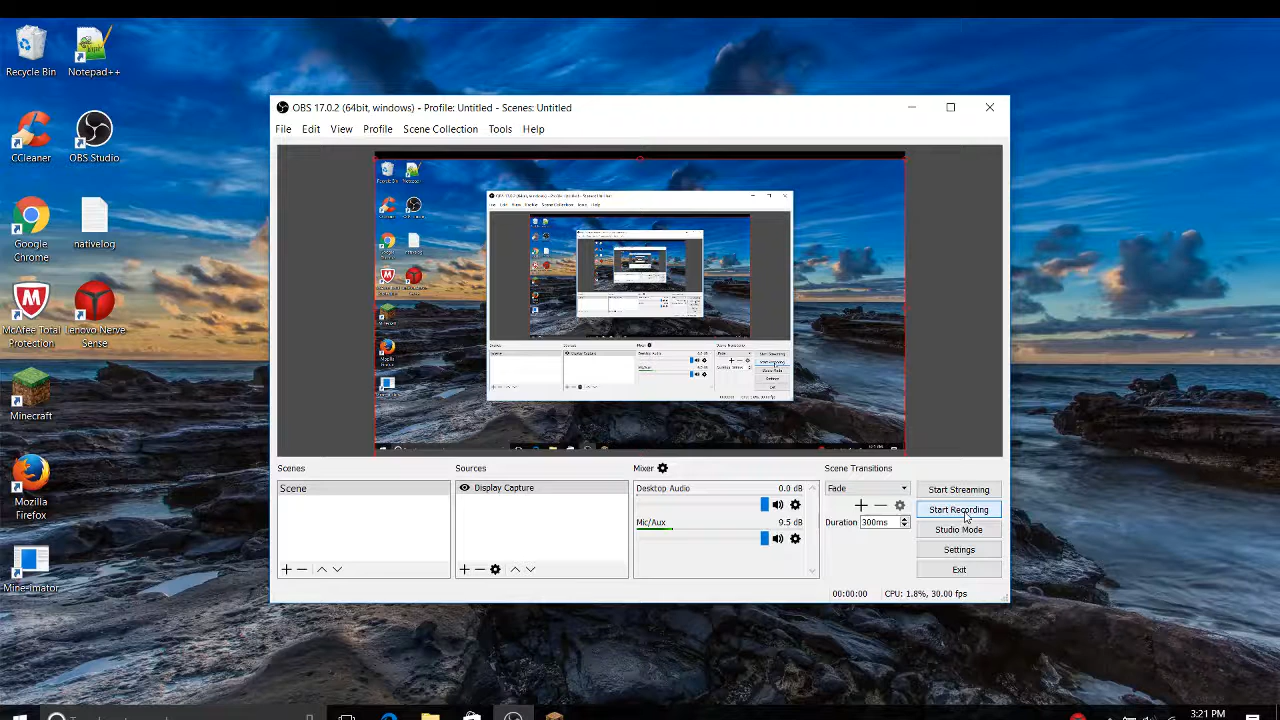 Recycle Bin
Notepad++
CCleaner
OBS Studio
Google
Chrome
nativelog
McAfee Total
Protection
Lenovo Nerve
Sense
Minecraft
Mozilla
Firefox
Mine-imator
OBS 17.0.2 (64bit, windows) - Profile: Untitled - Scenes: Untitled
File Edit View Profile Scene Collection Tools Help
Scenes
Scene
Sources
Display Capture
Mixer
Desktop Audio 0.0 dB
Mic/Aux 9.5 dB
Scene Transitions
Fade
Duration 300ms
Start Streaming
Start Recording
Studio Mode
Settings
Exit
00:00:00 CPU: 1.8%, 30.00 fps
3:21 PM